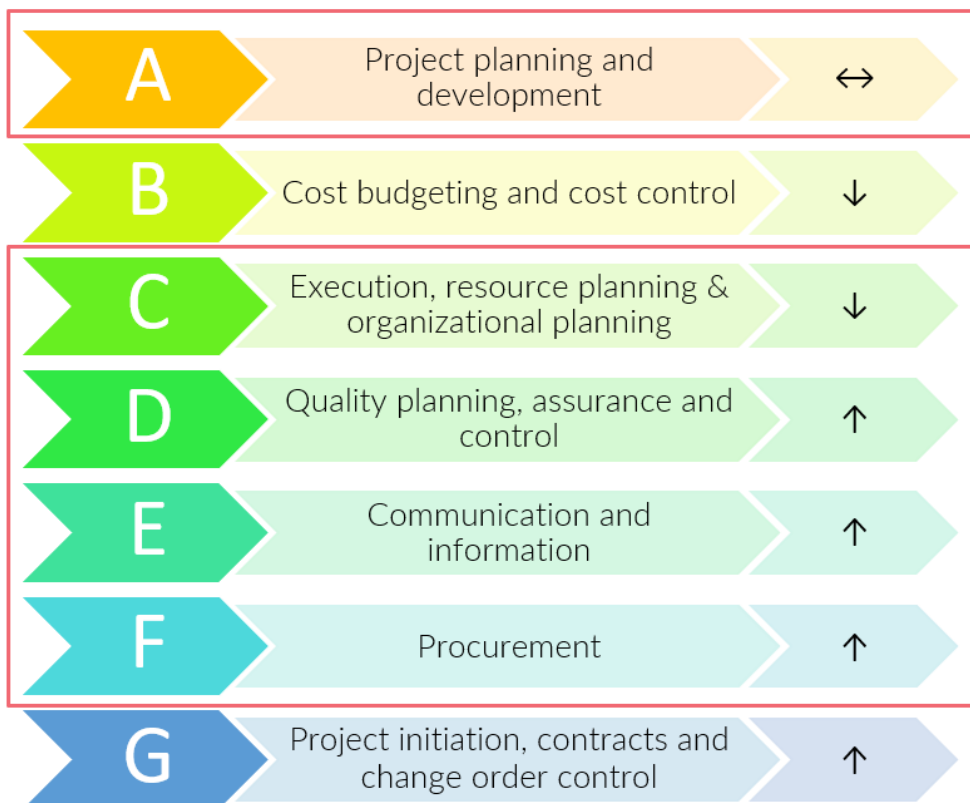 A
Project planning and
development
↔
B
Cost budgeting and cost control
↓
C
Execution, resource planning &
organizational planning
↓
D
Quality planning, assurance and
control
↑
E
Communication and
information
↑
F
Procurement
↑
G
Project initiation, contracts and
change order control
↑